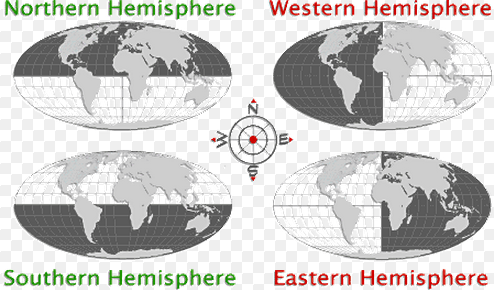 Northern Hemisphere
Western Hemisphere
N
W E
S
Southern Hemisphere
Eastern Hemisphere